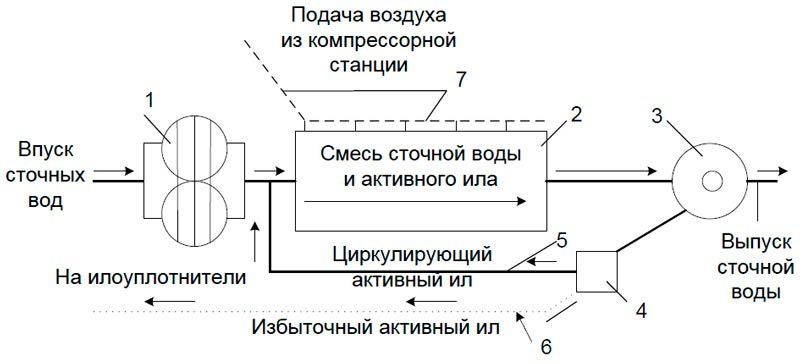 Подача воздуха
из компрессорной
станции
7
1
2
3
Впуск
сточных
вод
Смесь сточной воды
и активного ила
Выпуск
сточной
воды
5
Циркулирующий
активный ил
На илоуплотнители
4
Избыточный активный ил
6